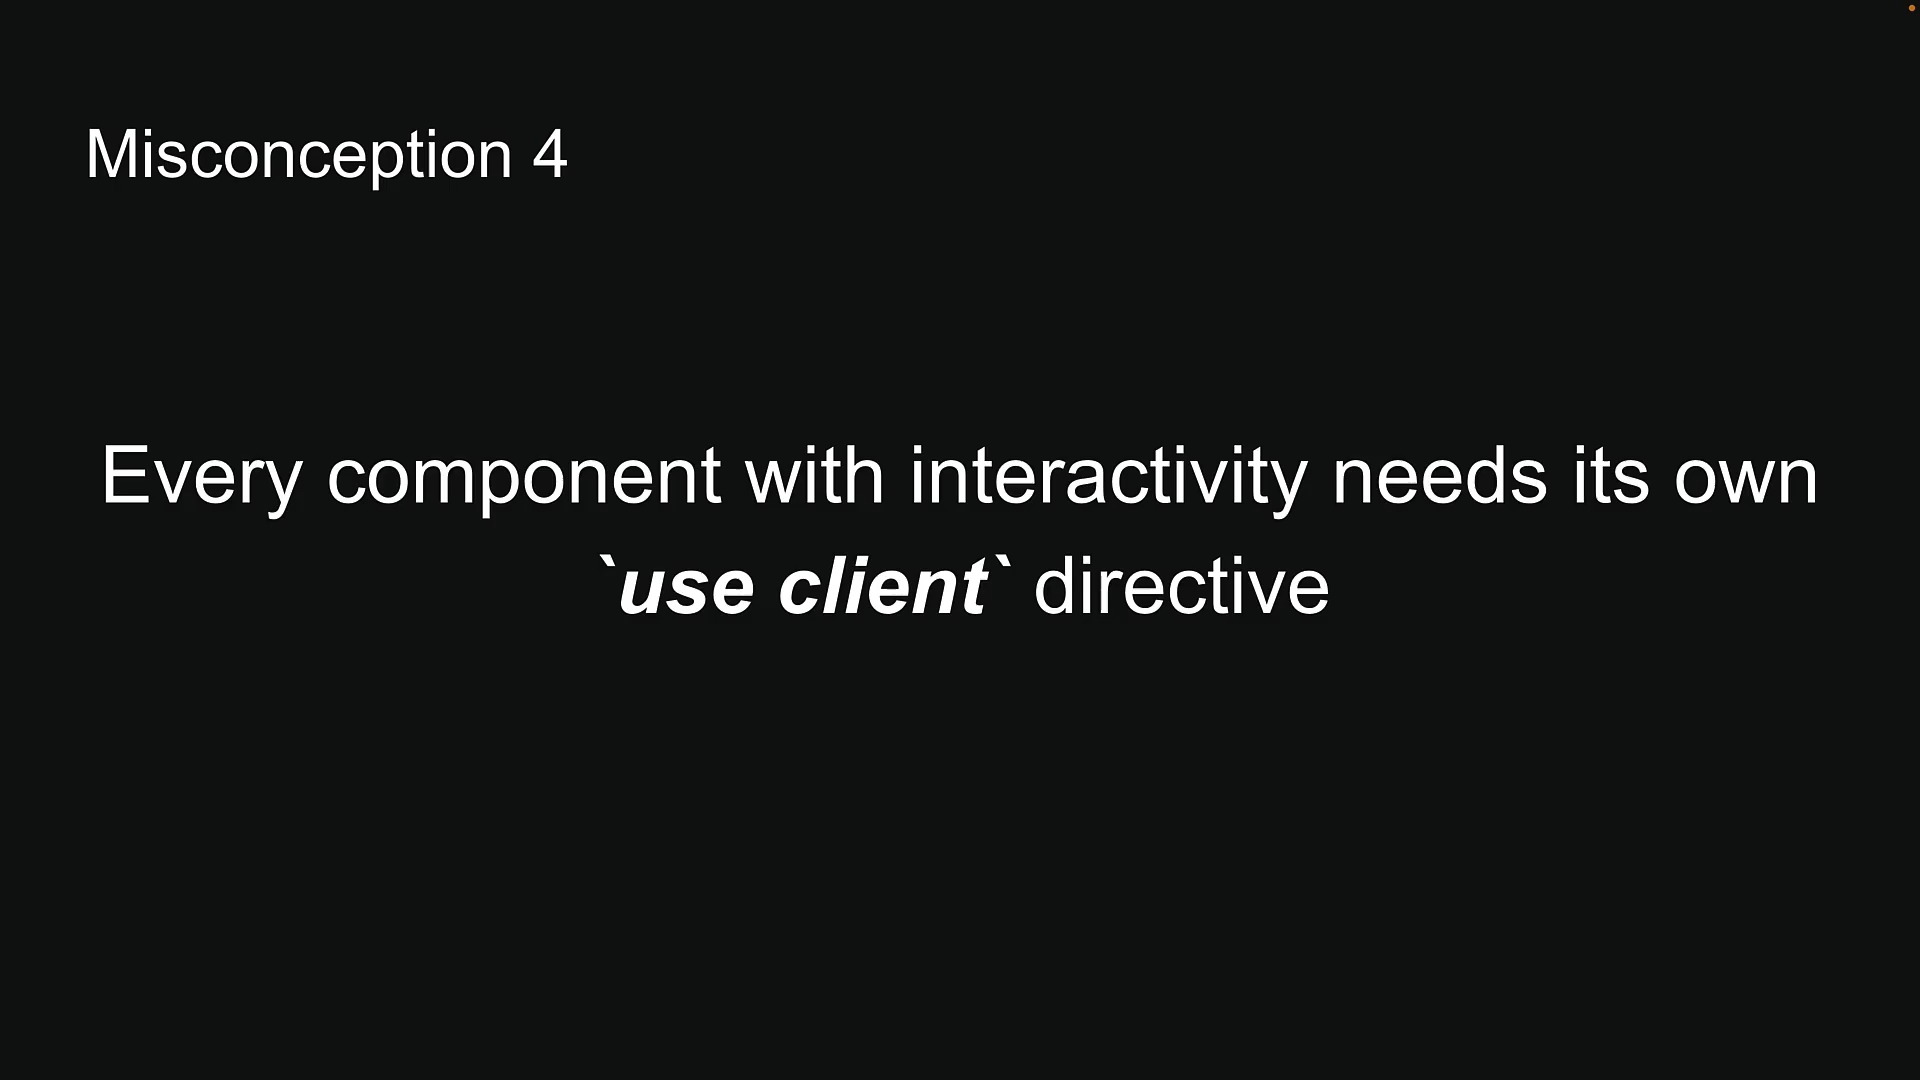 Misconception 4
Every component with interactivity needs its own
`use client` directive